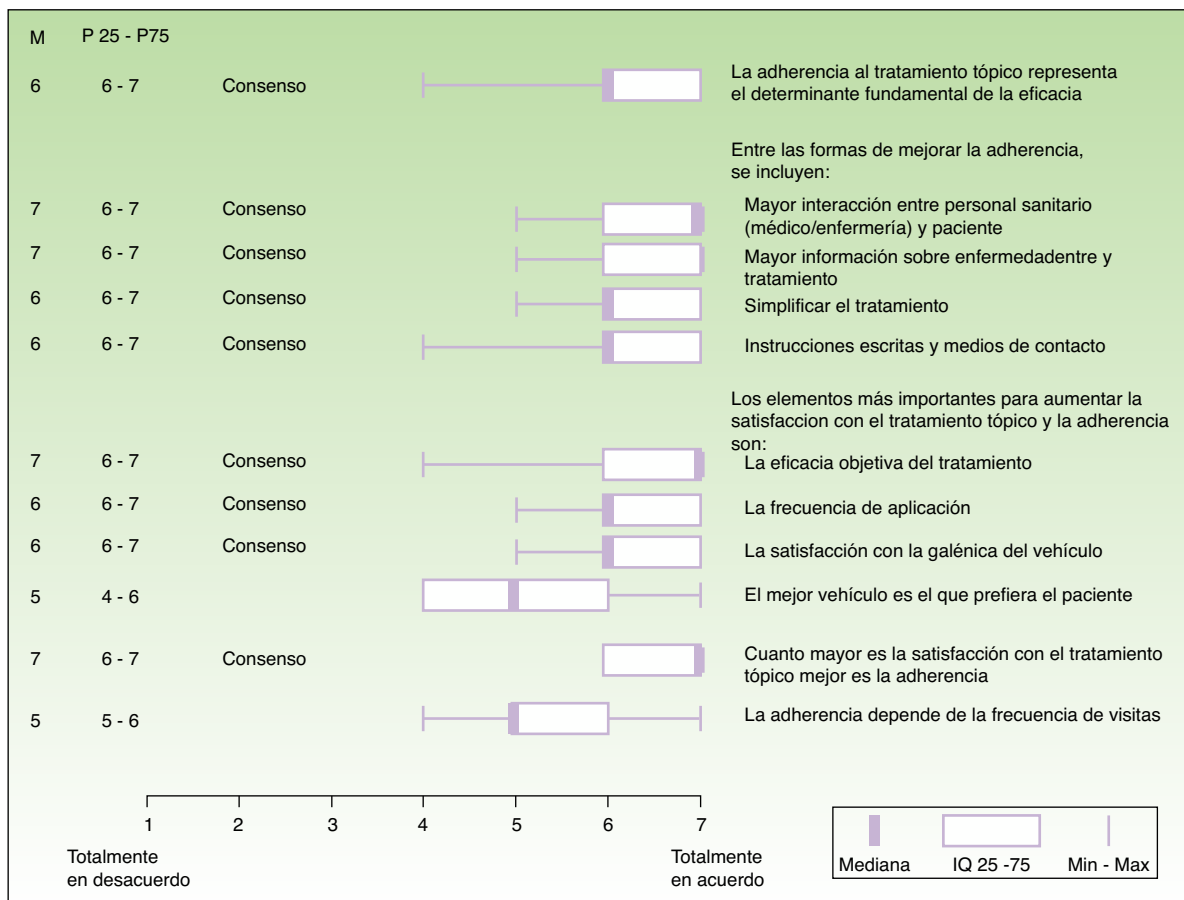 M P 25 - P75
6 6 - 7 Consenso La adherencia al tratamiento tópico representa
el determinante fundamental de la eficacia
Entre las formas de mejorar la adherencia,
se incluyen:
7 6 - 7 Consenso Mayor interacción entre personal sanitario
(médico/enfermería) y paciente
7 6 - 7 Consenso Mayor información sobre enfermedadentre y
tratamiento
6 6 - 7 Consenso Simplificar el tratamiento
6 6 - 7 Consenso Instrucciones escritas y medios de contacto
Los elementos más importantes para aumentar la
satisfaccion con el tratamiento tópico y la adherencia
son:
7 6 - 7 Consenso La eficacia objetiva del tratamiento
6 6 - 7 Consenso La frecuencia de aplicación
6 6 - 7 Consenso La satisfacción con la galénica del vehículo
5 4 - 6 El mejor vehículo es el que prefiera el paciente
7 6 - 7 Consenso Cuanto mayor es la satisfacción con el tratamiento
tópico mejor es la adherencia
5 5 - 6 La adherencia depende de la frecuencia de visitas
1 2 3 4 5 6 7
Totalmente
en desacuerdo
Totalmente
en acuerdo
Mediana IQ 25 -75 Min - Max